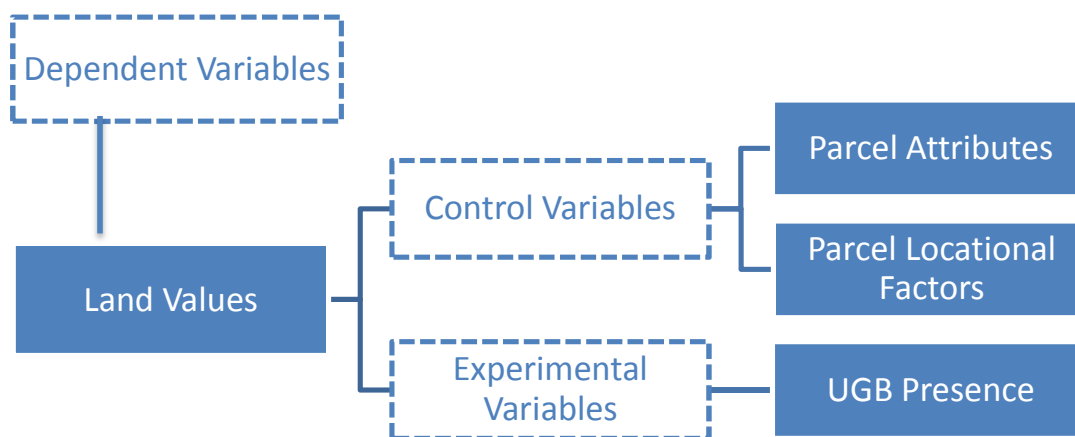 Dependent Variables
Parcel Attributes
Control Variables
Parcel Locational
Factors
Land Values
Experimental
Variables
UGB Presence